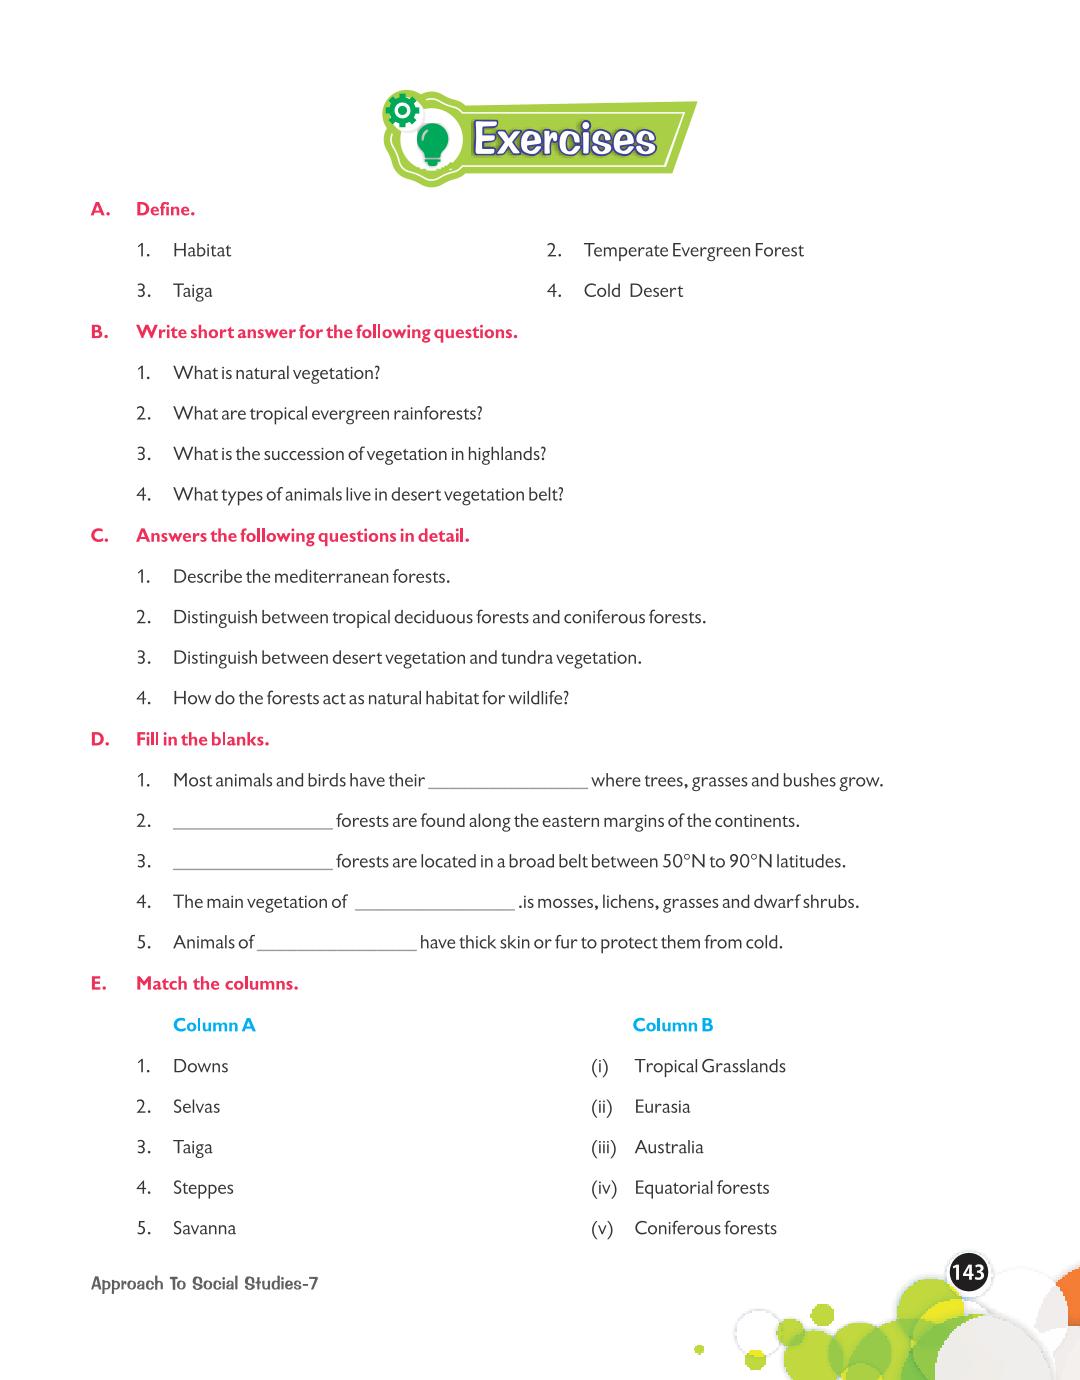 Exercises
A. Define.
1. Habitat 2. Temperate Evergreen Forest
3. Taiga 4. Cold Desert
B. Write short answer for the following questions.
1. What is natural vegetation?
2. What are tropical evergreen rainforests?
3. What is the succession of vegetation in highlands?
4. What types of animals live in desert vegetation belt?
C. Answers the following questions in detail.
1. Describe the mediterranean forests.
2. Distinguish between tropical deciduous forests and coniferous forests.
3. Distinguish between desert vegetation and tundra vegetation.
4. How do the forests act as natural habitat for wildlife?
D. Fill in the blanks.
1. Most animals and birds have their ________________ where trees, grasses and bushes grow.
2. ________________ forests are found along the eastern margins of the continents.
3. ________________ forests are located in a broad belt between 50°N to 90°N latitudes.
4. The main vegetation of ________________ .is mosses, lichens, grasses and dwarf shrubs.
5. Animals of ________________ have thick skin or fur to protect them from cold.
E. Match the columns.
Column A Column B
1. Downs (i) Tropical Grasslands
2. Selvas (ii) Eurasia
3. Taiga (iii) Australia
4. Steppes (iv) Equatorial forests
5. Savanna (v) Coniferous forests
Approach To Social Studies-7 143